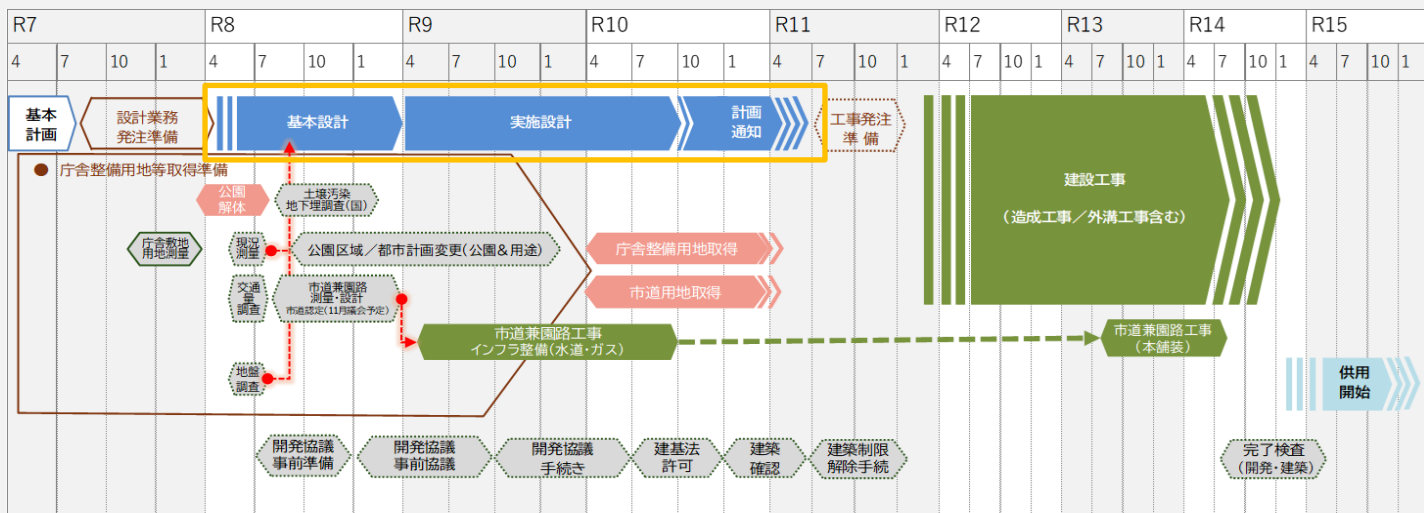 R7 R8 R9 R10 R11 R12 R13 R14 R15
4 7 10 1 4 7 10 1 4 7 10 1 4 7 10 1 4 7 10 1 4 7 10 1 4 7 10 1 4 7 10 1 4 7 10 1
基本
計画
設計業務
発注準備
基本設計
実施設計
計画
通知
工事発注
準備
● 庁舎整備用地等取得準備
公園
解体
土壌汚染
地下埋調査(国)
建設工事
(造成工事/外溝工事含む)
庁舎敷地
用地測量
現況
測量
公園区域/都市計画変更(公園&用途)
庁舎整備用地取得
交通
量
調査
市道兼園路
測量・設計
市道認定(11月議会予定)
市道用地取得
市道兼園路工事
インフラ整備(水道・ガス)
市道兼園路工事
(本舗装)
地盤
調査
供用
開始
開発協議
事前準備
開発協議
事前協議
開発協議
手続き
建基法
許可
建築
確認
建築制限
解除手続
完了検査
(開発・建築)